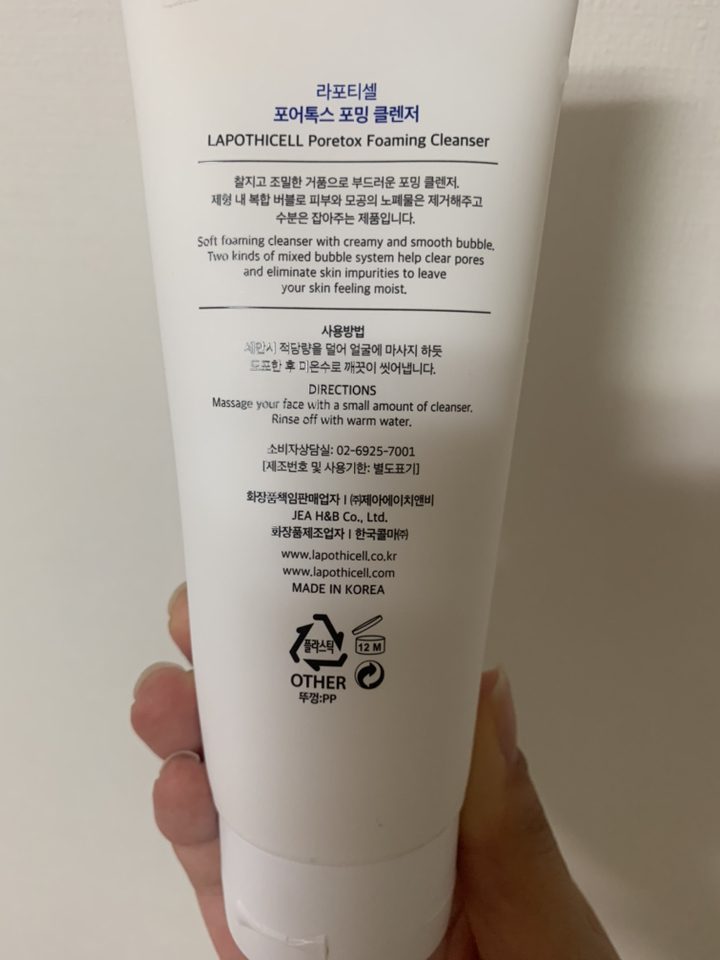 라포티셀
포어톡스 포밍 클렌저
LAPOTHICELL Poretox Foaming Cleanser
찰지고 조밀한 거품으로 부드러운 포밍 클렌저.
제형 내 복합 버블로 피부와 모공의 노폐물은 제거해주고
수분은 잡아주는 제품입니다.
Soft foaming cleanser with creamy and smooth bubble.
Two kinds of mixed bubble system help clear pores
and eliminate skin impurities to leave
your skin feeling moist.
사용방법
세안시 적당량을 덜어 얼굴에 마사지 하듯
도포한 후 미온수로 깨끗이 씻어냅니다.
DIRECTIONS
Massage your face with a small amount of cleanser.
Rinse off with warm water.
소비자상담실: 02-6925-7001
[제조번호 및 사용기한: 별도표기]
화장품책임판매업자 I ㈜제아에이치앤비
JEA H&B Co., Ltd.
화장품제조업자 I 한국콜마㈜
www.lapothicell.co.kr
www.lapothicell.com
MADE IN KOREA
플라스틱
12 M
OTHER
뚜껑:PP